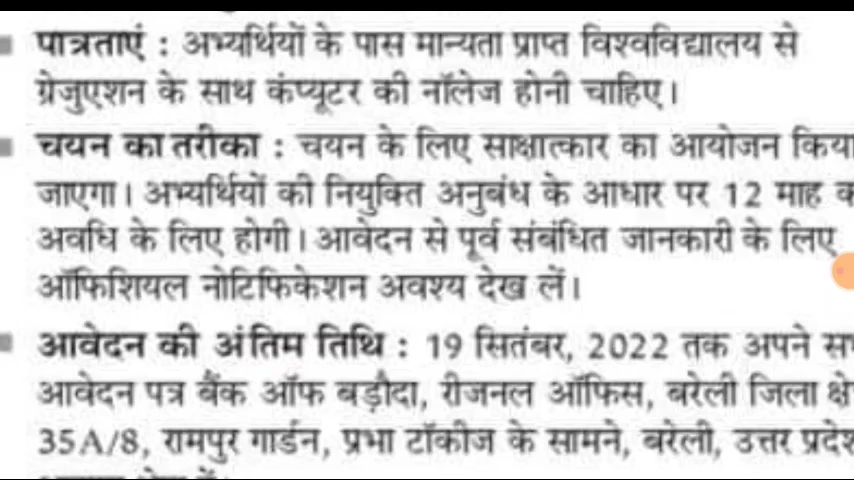 पात्रताएं : अभ्यर्थियों के पास मान्यता प्राप्त विश्वविद्यालय से
ग्रेजुएशन के साथ कंप्यूटर की नॉलेज होनी चाहिए।
चयन का तरीका : चयन के लिए साक्षात्कार का आयोजन किया
जाएगा। अभ्यर्थियों की नियुक्ति अनुबंध के आधार पर 12 माह
अवधि के लिए होगी। आवेदन से पूर्व संबंधित जानकारी के लिए
ऑफिशियल नोटिफिकेशन अवश्य देख लें।
आवेदन की अंतिम तिथि : 19 सितंबर, 2022 तक अपने
आवेदन पत्र बैंक ऑफ बड़ौदा, रीजनल ऑफिस, बरेली जिला
35A/8, रामपुर गार्डन, प्रभा टॉकीज के सामने, बरेली, उत्तर प्रदेश